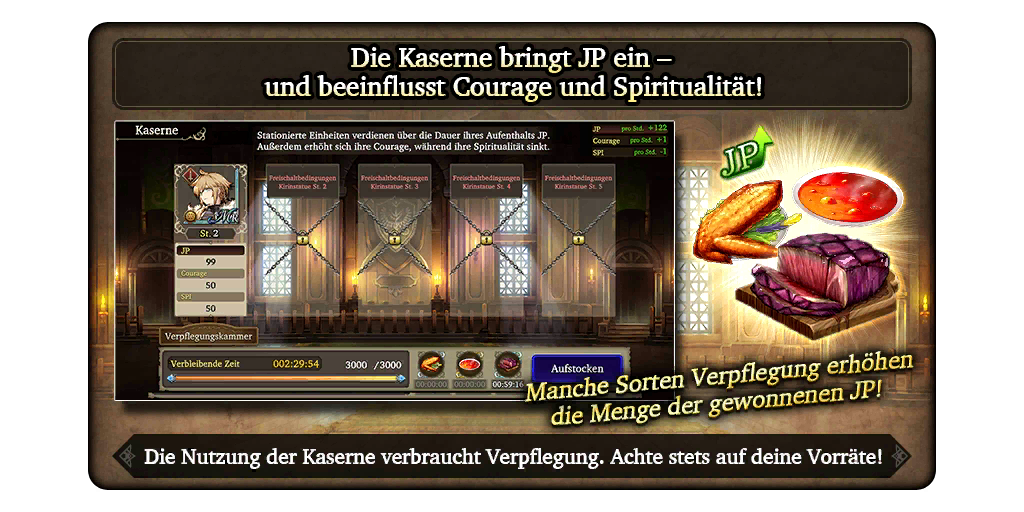 Die Kaserne bringt JP ein –
und beeinflusst Courage und Spiritualität!
Kaserne
Stationierte Einheiten verdienen über die Dauer ihres Aufenthalts JP.
Außerdem erhöht sich ihre Courage, während ihre Spiritualität sinkt.
JP pro Std. +122
Courage pro Std. +1
SPI pro Std. -1
Freischaltbedingungen
Kirinstatue St. 2
Freischaltbedingungen
Kirinstatue St. 3
Freischaltbedingungen
Kirinstatue St. 4
Freischaltbedingungen
Kirinstatue St. 5
MR
St. 2
JP
99
Courage
50
SPI
50
JP
Verpflegungskammer
Verbleibende Zeit 002:29:54 3000 /3000
00:00:00 00:00:00 00:59:16
Aufstocken
Manche Sorten Verpflegung erhöhen
die Menge der gewonnenen JP!
Die Nutzung der Kaserne verbraucht Verpflegung. Achte stets auf deine Vorräte!